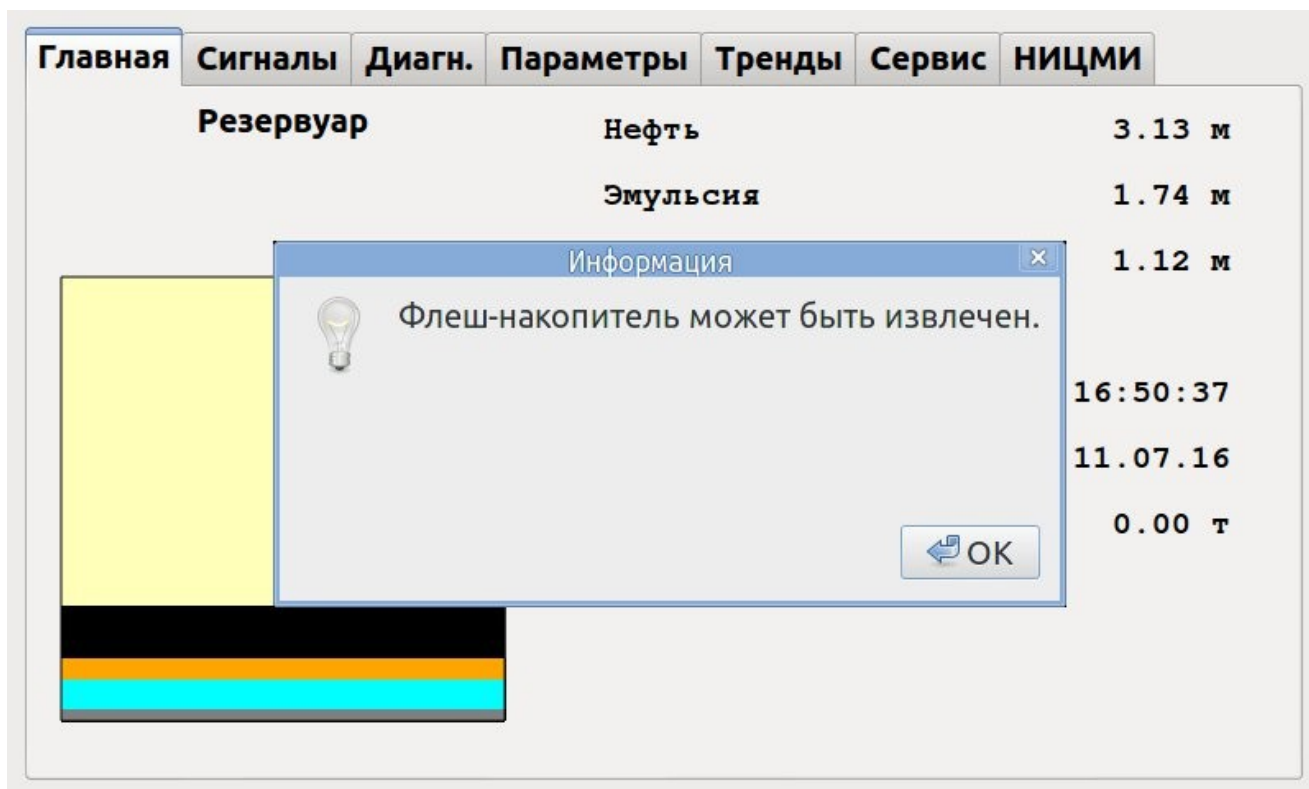 Главная Сигналы Диагн. Параметры Тренды Сервис НИЦМИ
Резервуар
Нефть 3.13 м
Эмульсия 1.74 м
1.12 м
Информация
Флеш-накопитель может быть извлечен.
16:50:37
11.07.16
0.00 т
OK